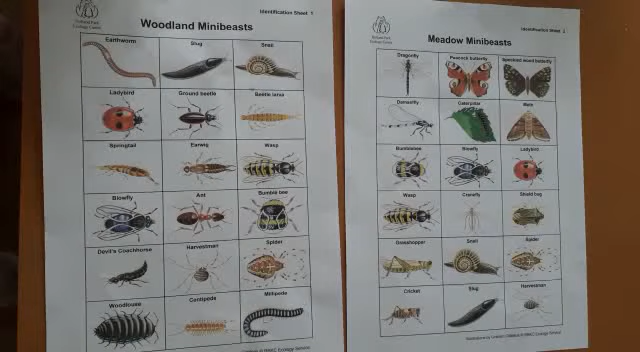 Identification Sheet 1
Woodland Minibeasts
Earthworm Slug Snail
Ladybird Ground beetle Beetle larva
Springtail Earwig Wasp
Blowfly Ant Bumble bee
Devil's Coachhorse Harvestman Spider
Woodlouse Centipede Millipede
Identification Sheet 2
Meadow Minibeasts
Dragonfly Peacock butterfly Speckled wood butterfly
Damselfly Caterpillar Moth
Bumblebee Blowfly Ladybird
Wasp Cranefly Shield bug
Grasshopper Snail Spider
Cricket Slug Harvestman